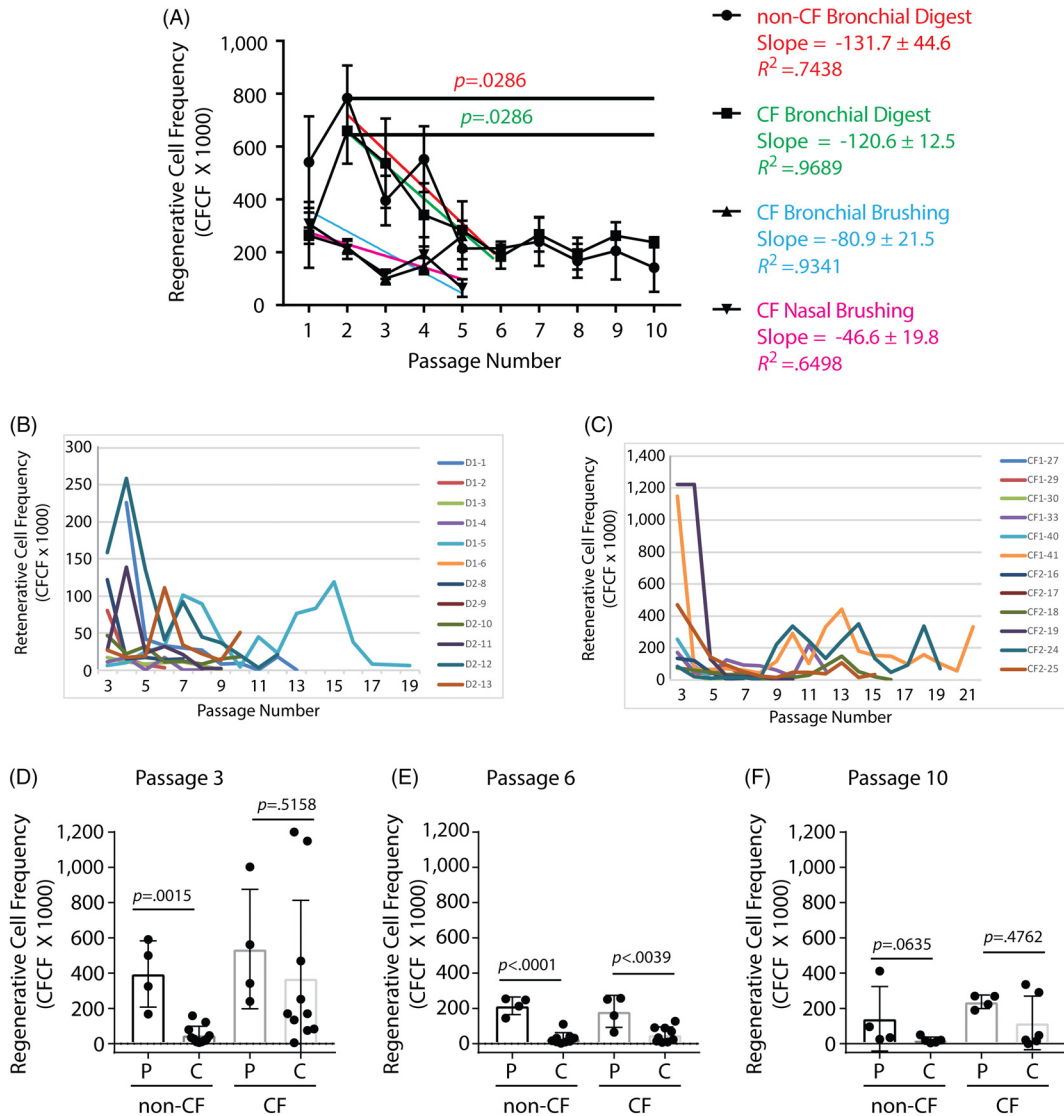 (A)
1,000
800
600
400
200
0
Regenerative Cell Frequency
(CFCF X 1000)
p=.0286
p=.0286
1 2 3 4 5 6 7 8 9 10
Passage Number
non-CF Bronchial Digest
Slope = -131.7 ± 44.6
R² =.7438
CF Bronchial Digest
Slope = -120.6 ± 12.5
R² =.9689
CF Bronchial Brushing
Slope = -80.9 ± 21.5
R² =.9341
CF Nasal Brushing
Slope = -46.6 ± 19.8
R² =.6498
(B)
300
250
200
150
100
50
0
Retenerative Cell Frequency
(CFCF x 1000)
3 5 6 7 9 11 13 15 17 19
Passage Number
D1-1
D1-2
D1-3
D1-4
D1-5
D1-6
D2-8
D2-9
D2-10
D2-11
D2-12
D2-13
(C)
1,400
1,200
1,000
800
600
400
200
0
Retenerative Cell Frequency
(CFCF x 1000)
3 5 6 7 9 11 13 15 17 19 21
Passage Number
CF1-27
CF1-29
CF1-30
CF1-33
CF1-40
CF1-41
CF2-16
CF2-17
CF2-18
CF2-19
CF2-24
CF2-25
(D) Passage 3
1,200
1,000
800
600
400
200
0
Regenerative Cell Frequency
(CFCF X 1000)
p=.0015
p=.5158
P C P C
non-CF CF
(E) Passage 6
1,200
1,000
800
600
400
200
0
Regenerative Cell Frequency
(CFCF X 1000)
p<.0001
p<.0039
P C P C
non-CF CF
(F) Passage 10
1,200
1,000
800
600
400
200
0
Regenerative Cell Frequency
(CFCF X 1000)
p=.0635
p=.4762
P C P C
non-CF CF